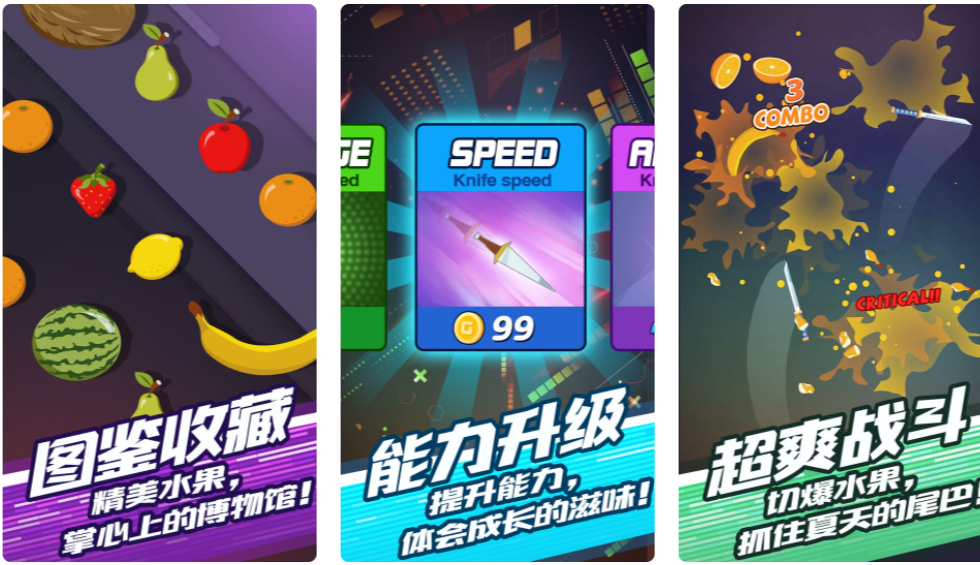 图鉴收藏
精美水果，
掌心上的博物馆！
GE
ed
SPEED
Knife speed
G 99
能力升级
提升能力，
体会成长的滋味！
3
COMBO
CRITICAL!!
超爽战斗
切爆水果，
抓住夏天的尾巴